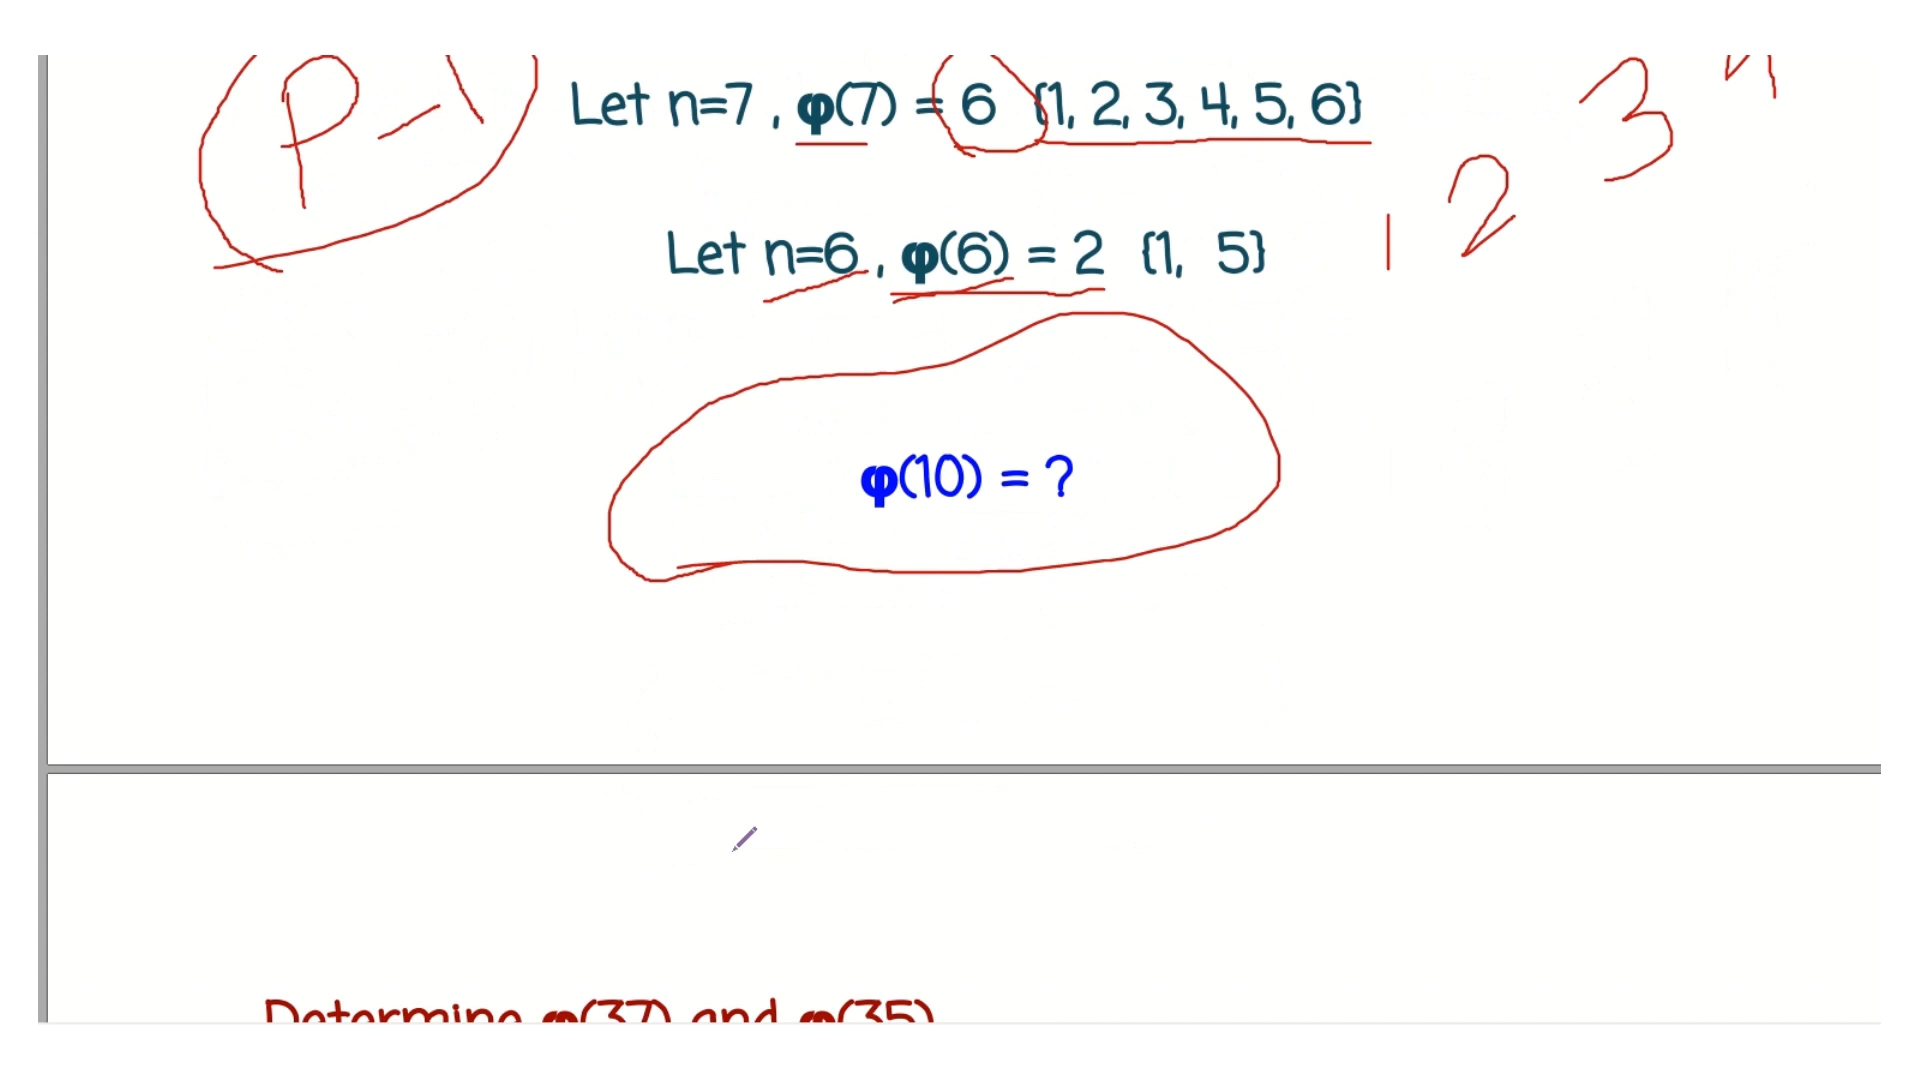 P-1
Let n=7 , φ(7) = 6 {1, 2, 3, 4, 5, 6}
1 2 3
Let n=6 , φ(6) = 2 {1, 5}
φ(10) = ?
Determine φ(37) and φ(35)